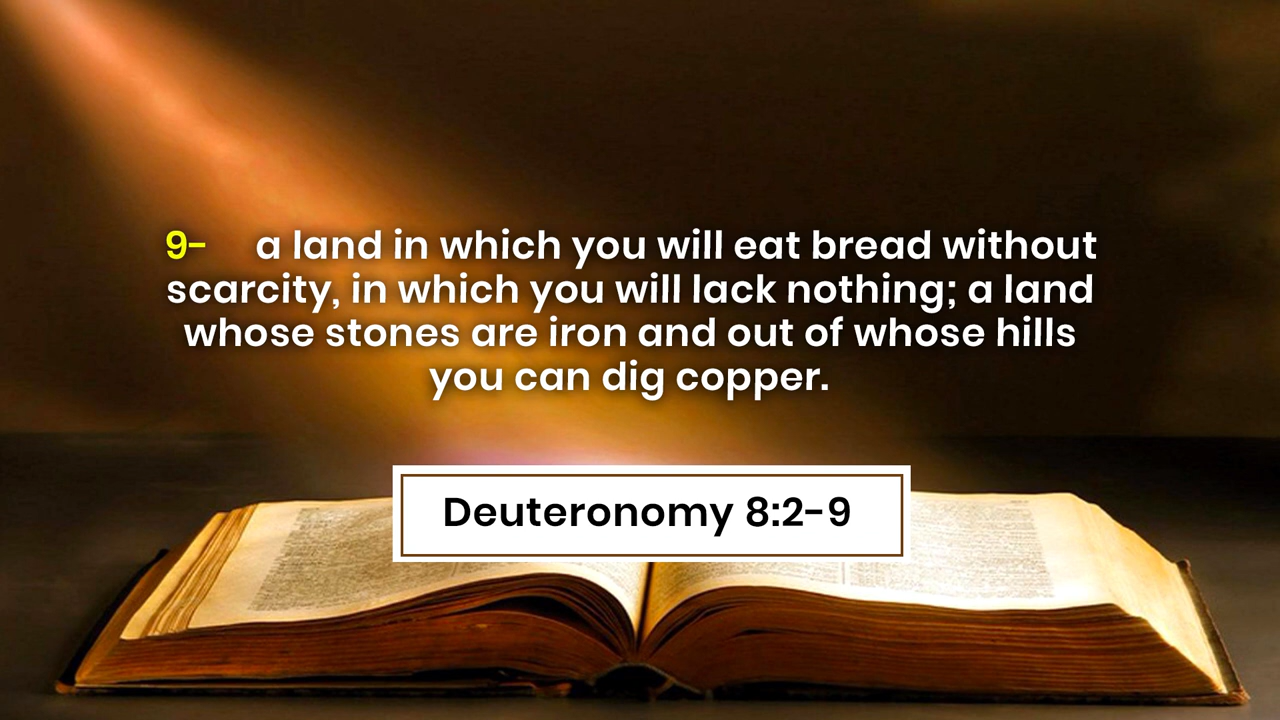 9- a land in which you will eat bread without
scarcity, in which you will lack nothing; a land
whose stones are iron and out of whose hills
you can dig copper.
Deuteronomy 8:2-9